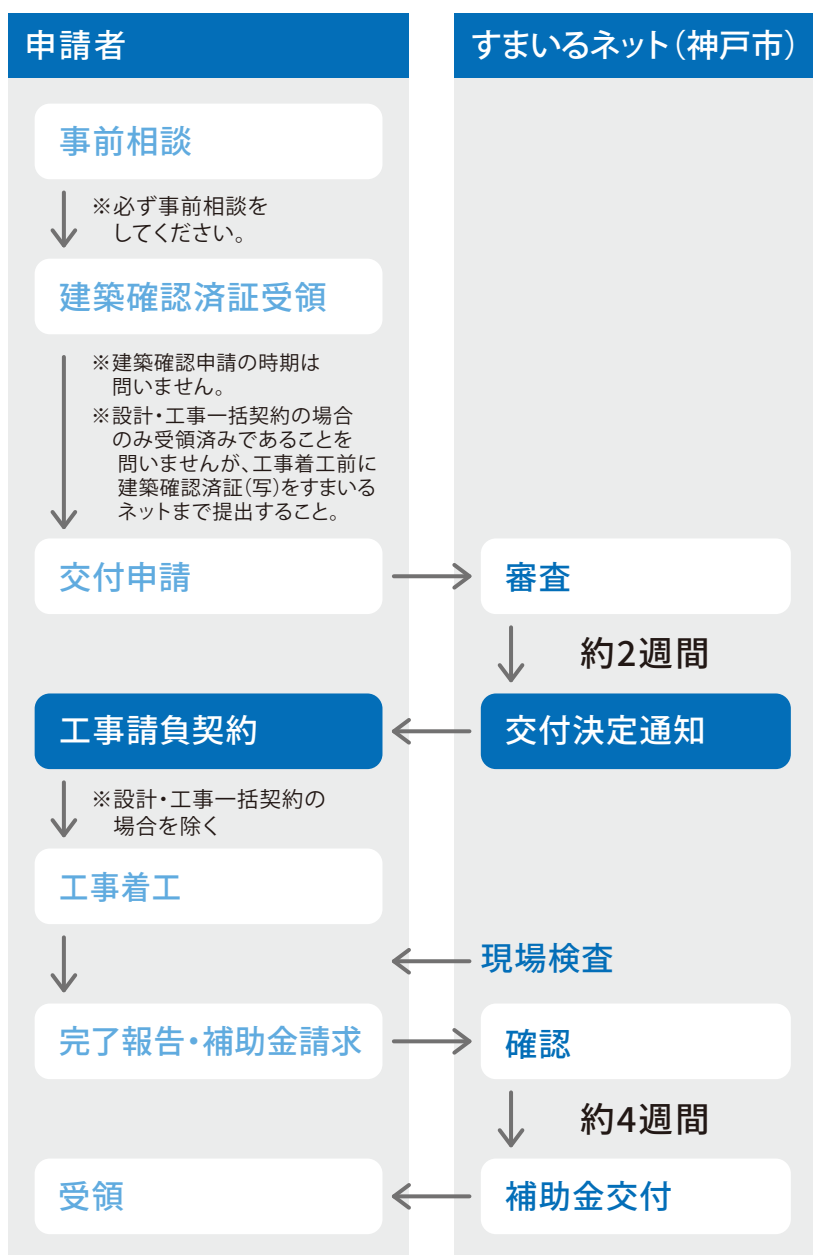 申請者
すまいるネット(神戸市)
事前相談
※必ず事前相談を
してください。
建築確認済証受領
※建築確認申請の時期は
問いません。
※設計・工事一括契約の場合
のみ受領済みであることを
問いませんが、工事着工前に
建築確認済証(写)をすまいる
ネットまで提出すること。
交付申請
審査
約2週間
交付決定通知
工事請負契約
※設計・工事一括契約の
場合を除く
工事着工
現場検査
完了報告・補助金請求
確認
約4週間
補助金交付
受領